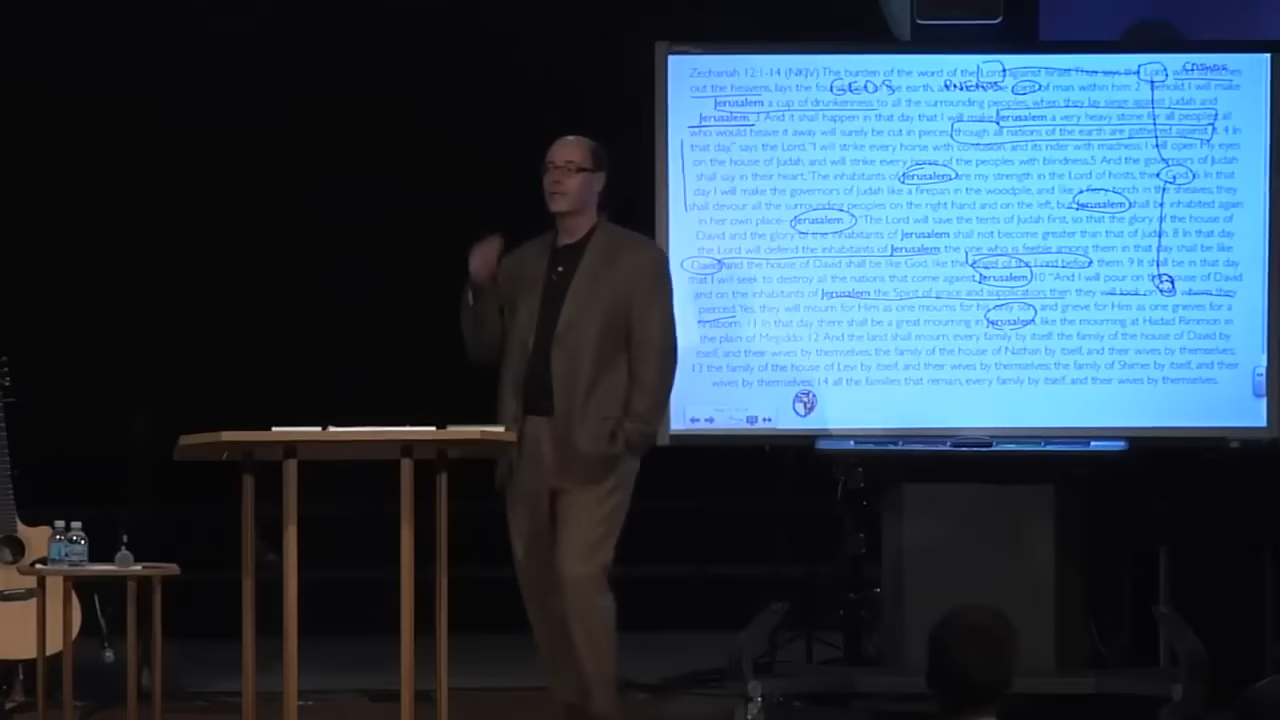 Zechariah 12:1-14 (NKJV) The burden of the word of the Lord against Israel. Thus says the Lord, who stretches
COSMOS
out the heavens, lays the foundation of the earth, and forms the spirit of man within him: 2 "Behold, I will make
GEOS PNEMOS
Jerusalem a cup of drunkenness to all the surrounding peoples, when they lay siege against Judah and
Jerusalem. 3 And it shall happen in that day that I will make Jerusalem a very heavy stone for all peoples; all
who would heave it away will surely be cut in pieces, though all nations of the earth are gathered against it. 4 In
that day," says the Lord, "I will strike every horse with confusion, and its rider with madness; I will open My eyes
on the house of Judah, and will strike every horse of the peoples with blindness. 5 And the governors of Judah
shall say in their heart, 'The inhabitants of Jerusalem are my strength in the Lord of hosts, their God.' 6 In that
day I will make the governors of Judah like a firepan in the woodpile, and like a fiery torch in the sheaves; they
shall devour all the surrounding peoples on the right hand and on the left, but Jerusalem shall be inhabited again
in her own place—Jerusalem. 7 "The Lord will save the tents of Judah first, so that the glory of the house of
David and the glory of the inhabitants of Jerusalem shall not become greater than that of Judah. 8 In that day
the Lord will defend the inhabitants of Jerusalem; the one who is feeble among them in that day shall be like
David, and the house of David shall be like God, like the Angel of the Lord before them. 9 It shall be in that day
that I will seek to destroy all the nations that come against Jerusalem. 10 "And I will pour on the house of David
and on the inhabitants of Jerusalem the Spirit of grace and supplication; then they will look on Me whom they
pierced. Yes, they will mourn for Him as one mourns for his only son, and grieve for Him as one grieves for a
firstborn. 11 In that day there shall be a great mourning in Jerusalem, like the mourning at Hadad Rimmon in
the plain of Megiddo. 12 And the land shall mourn, every family by itself: the family of the house of David by
itself, and their wives by themselves; the family of the house of Nathan by itself, and their wives by themselves;
13 the family of the house of Levi by itself, and their wives by themselves; the family of Shimei by itself, and their
wives by themselves; 14 all the families that remain, every family by itself, and their wives by themselves.